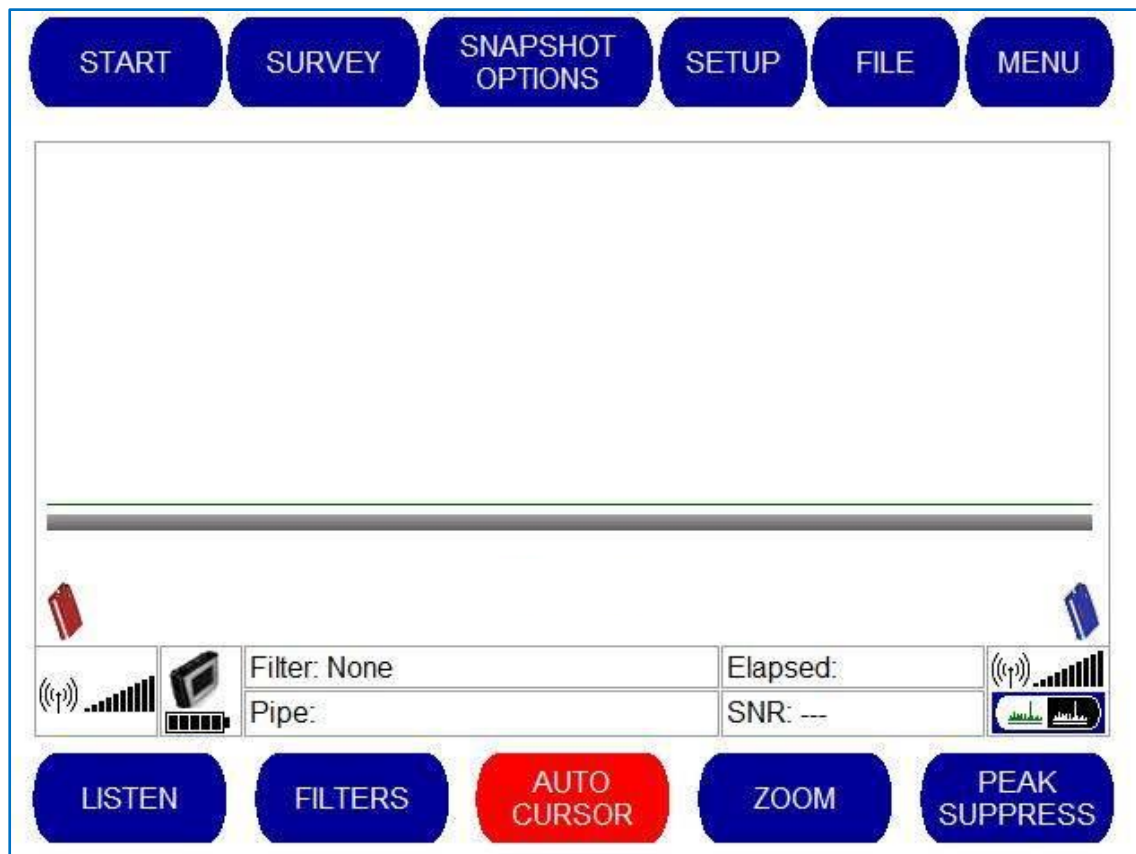 START
SURVEY
SNAPSHOT
OPTIONS
SETUP
FILE
MENU
Filter: None
Elapsed:
Pipe:
SNR: ---
LISTEN
FILTERS
AUTO
CURSOR
ZOOM
PEAK
SUPPRESS